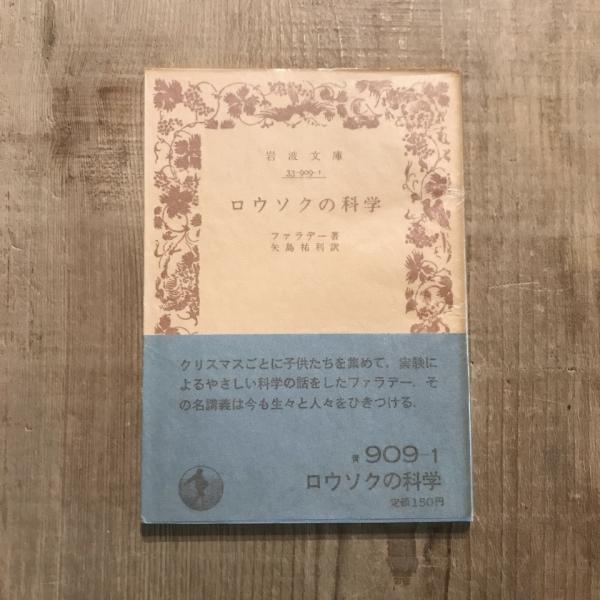 岩波文庫
33-909-1
ロウソクの科学
ファラデー著
矢島祐利訳
クリスマスごとに子供たちを集めて，実験に
よるやさしい科学の話をしたファラデー．そ
の名講義は今も生々と人々をひきつける．
青 909-1
ロウソクの科学
定価150円